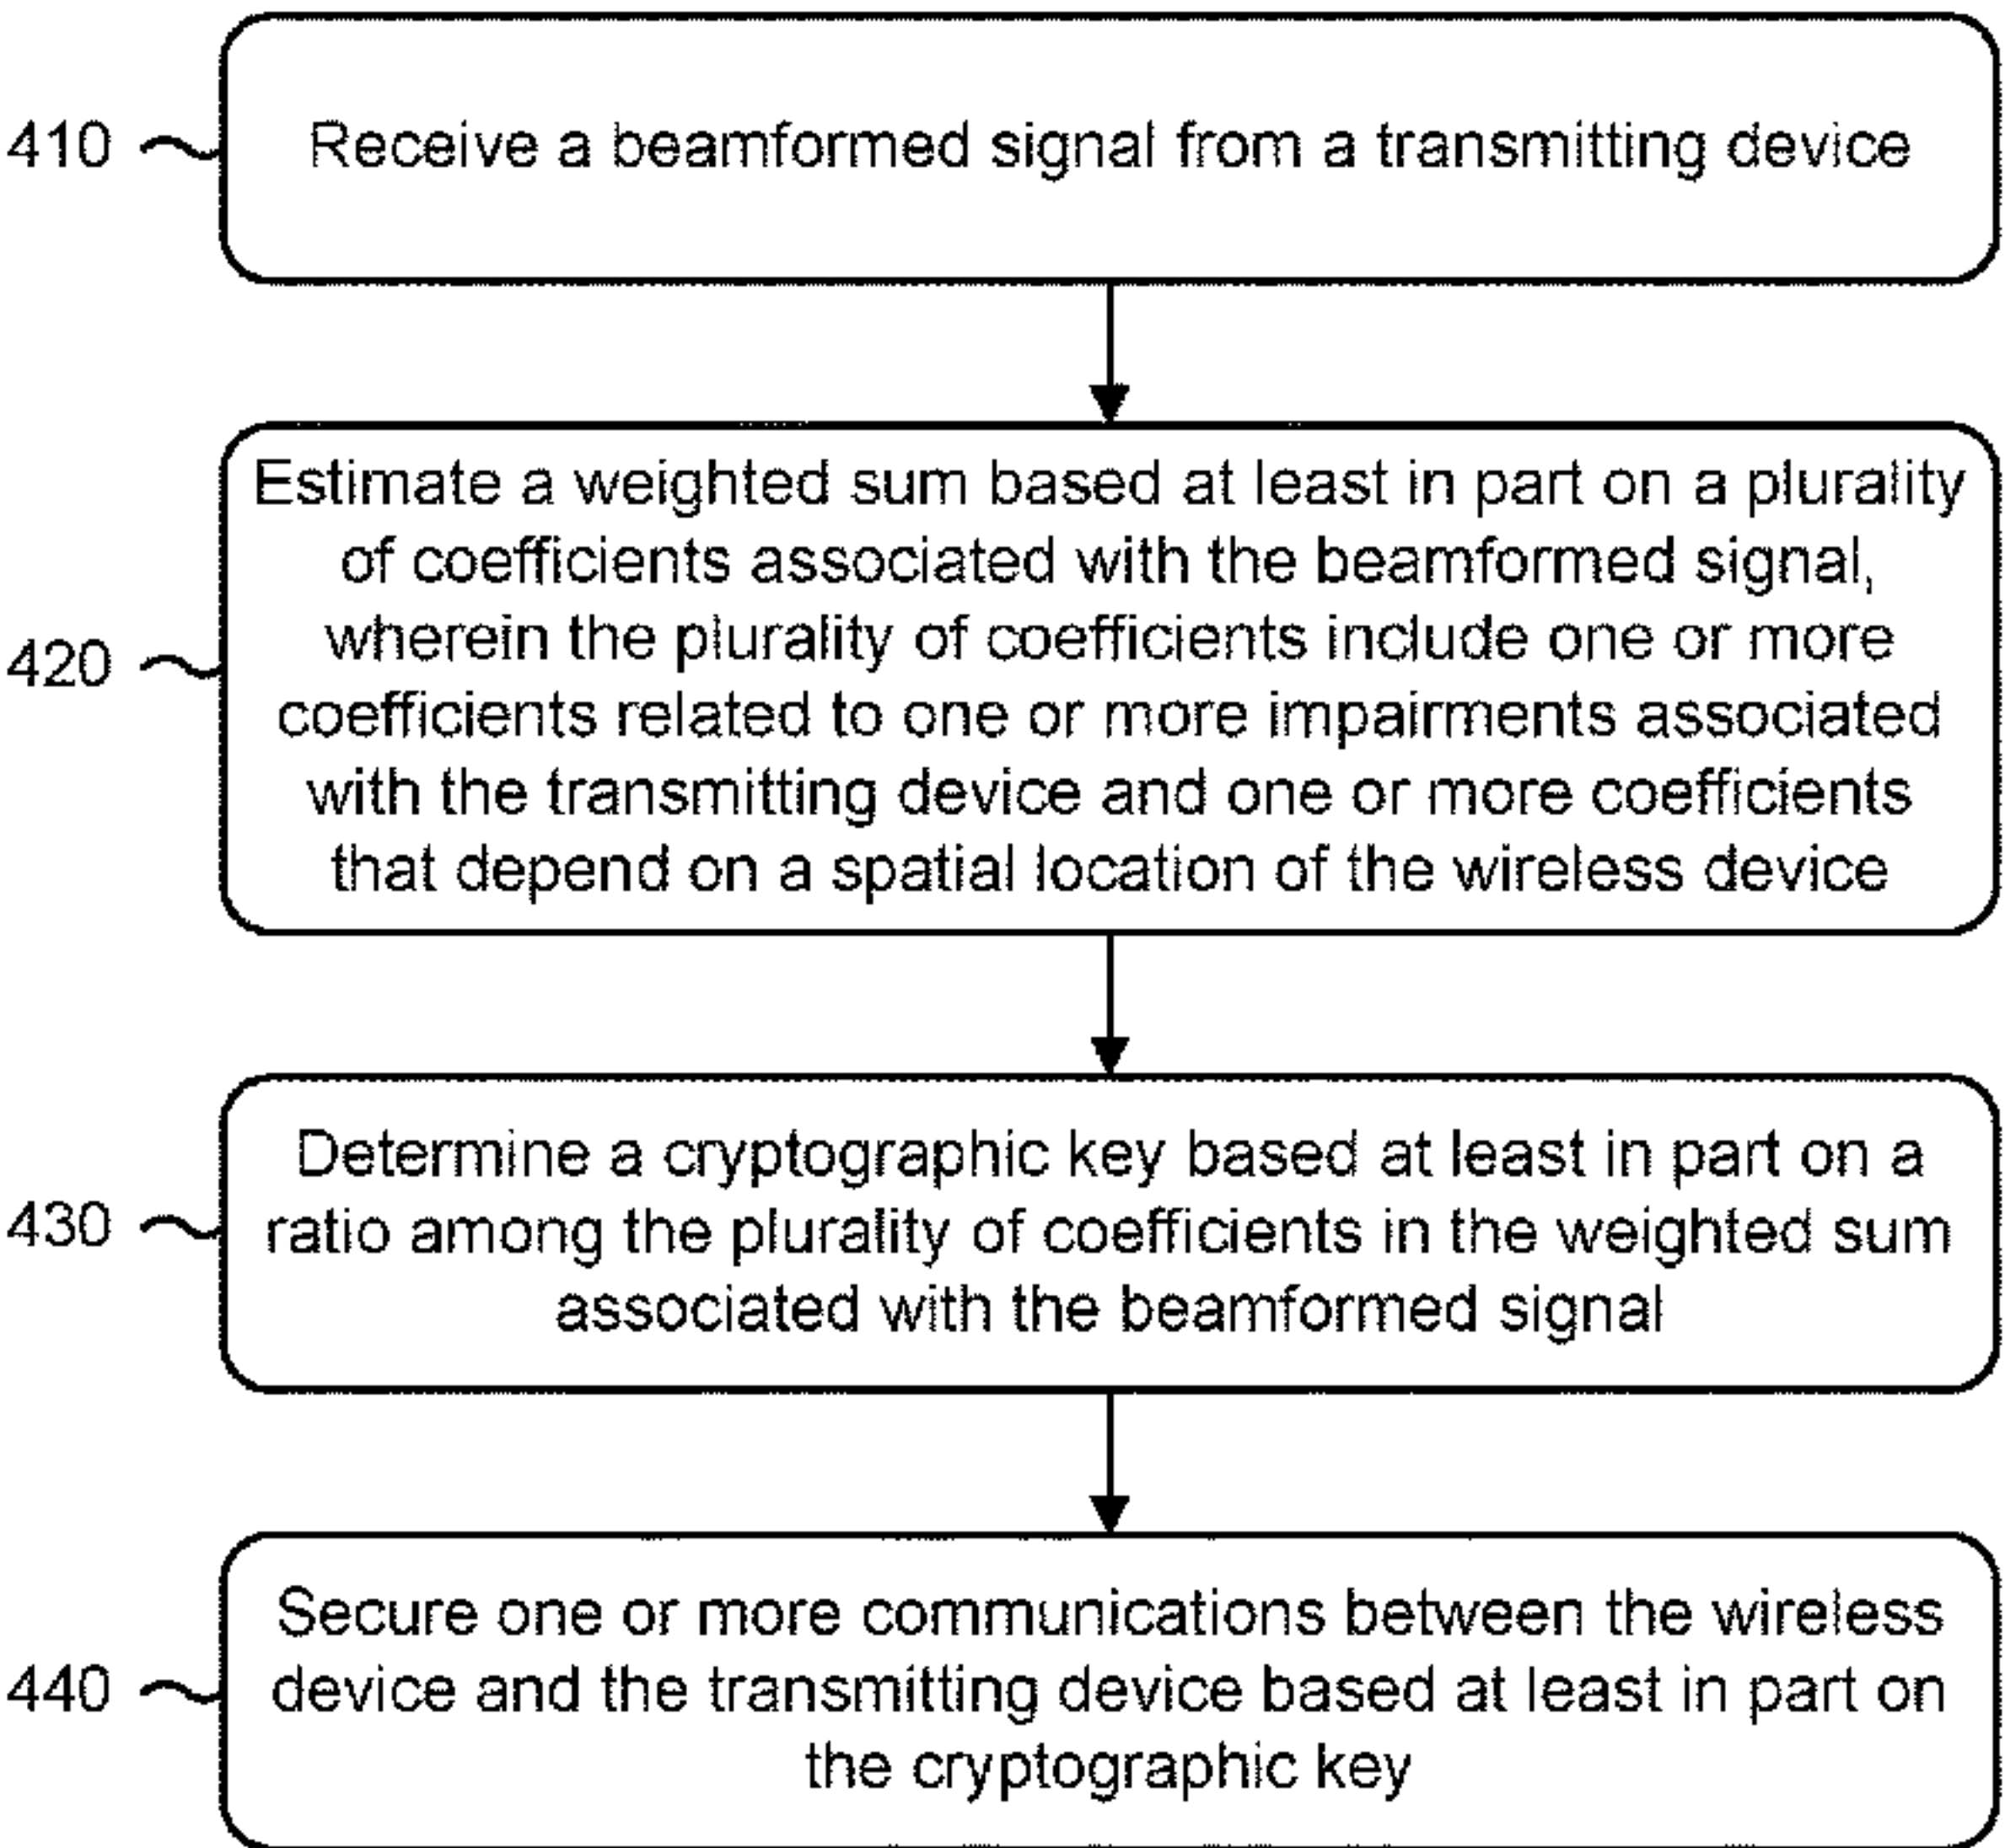 410
Receive a beamformed signal from a transmitting device
Estimate a weighted sum based at least in part on a plurality
of coefficients associated with the beamformed signal,
wherein the plurality of coefficients include one or more
420
coefficients related to one or more impairments associated
with the transmitting device and one or more coefficients
that depend on a spatial location of the wireless device
Determine a cryptographic key based at least in part on a
430
ratio among the plurality of coefficients in the weighted sum
associated with the beamformed signal
Secure one or more communications between the wireless
440
device and the transmitting device based at least in part on
the cryptographic key